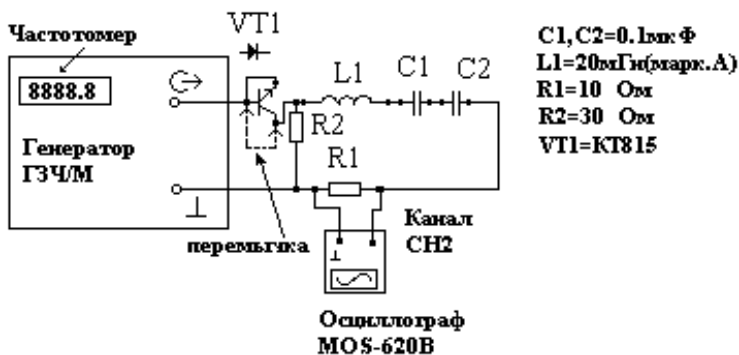 Частотомер
8888.8
Генератор
ГЗЧ/М
VT1
L1
C1
C2
R2
R1
перемычка
Канал
CH2
Осциллограф
MOS-620B
C1,C2=0.1мкФ
L1=20мГн(марк.А)
R1=10 Ом
R2=30 Ом
VT1=КТ815